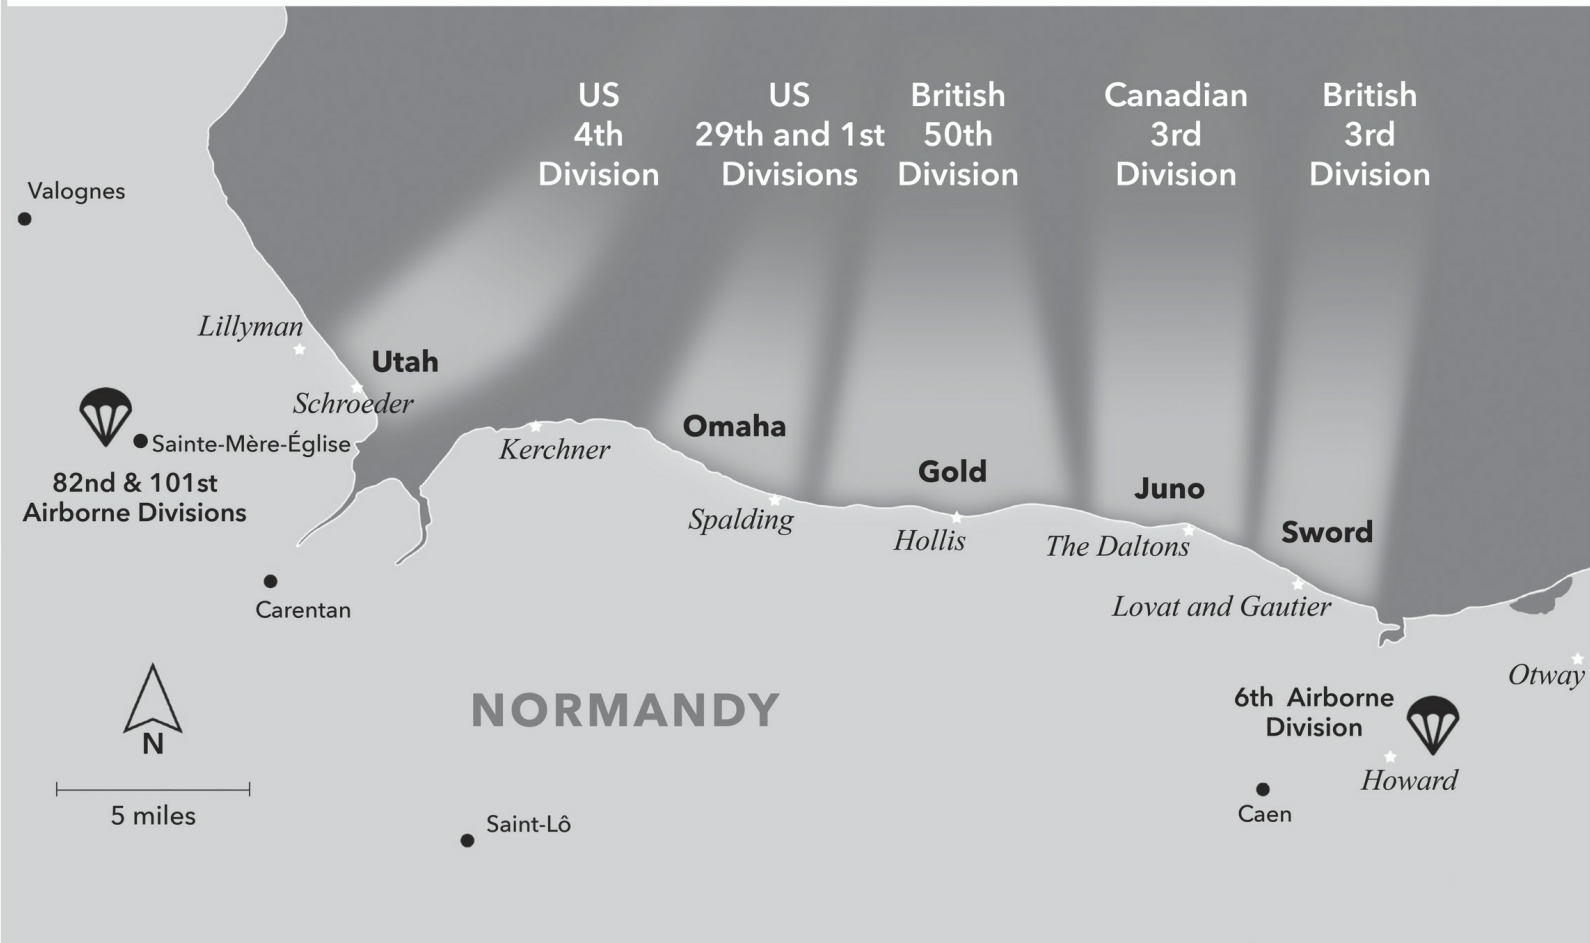 US
4th
Division
US
29th and 1st
Divisions
British
50th
Division
Canadian
3rd
Division
British
3rd
Division
Valognes
Lillyman
Utah
Schroeder
Sainte-Mère-Église
82nd & 101st
Airborne Divisions
Carentan
Kerchner
Omaha
Spalding
Gold
Hollis
Juno
The Daltons
Sword
Lovat and Gautier
Otway
6th Airborne
Division
Howard
Caen
NORMANDY
N
5 miles
Saint-Lô